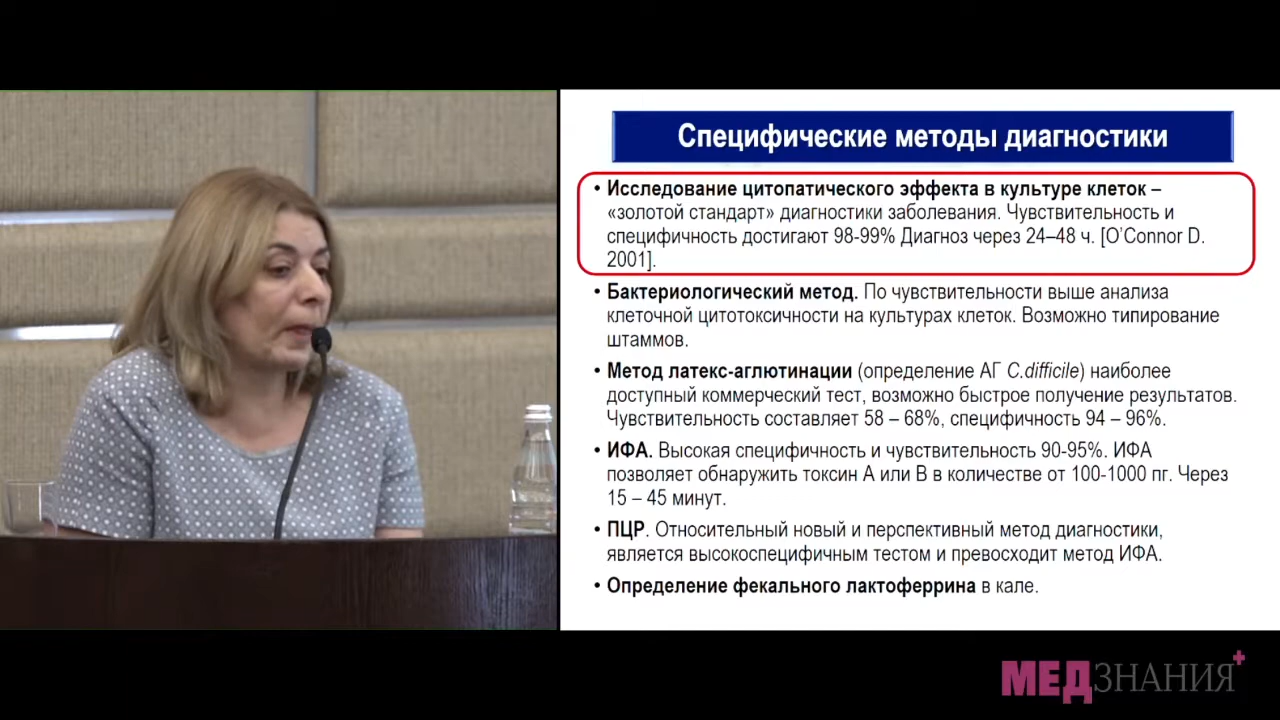 Специфические методы диагностики
• Исследование цитопатического эффекта в культуре клеток –
«золотой стандарт» диагностики заболевания. Чувствительность и
специфичность достигают 98-99% Диагноз через 24–48 ч. [O’Connor D.
2001].
• Бактериологический метод. По чувствительности выше анализа
клеточной цитотоксичности на культурах клеток. Возможно типирование
штаммов.
• Метод латекс-аглютинации (определение АГ C.difficile) наиболее
доступный коммерческий тест, возможно быстрое получение результатов.
Чувствительность составляет 58 – 68%, специфичность 94 – 96%.
• ИФА. Высокая специфичность и чувствительность 90-95%. ИФА
позволяет обнаружить токсин А или В в количестве от 100-1000 пг. Через
15 – 45 минут.
• ПЦР. Относительный новый и перспективный метод диагностики,
является высокоспецифичным тестом и превосходит метод ИФА.
• Определение фекального лактоферрина в кале.
МЕДЗНАНИЯ+